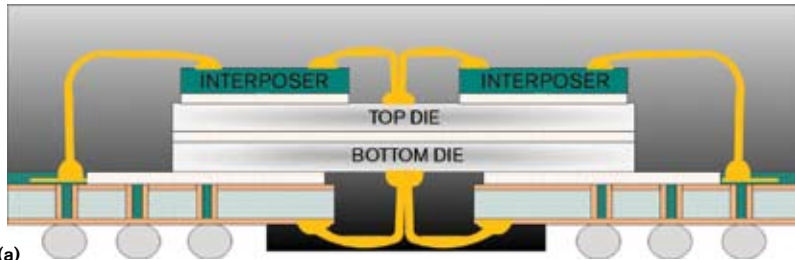 INTERPOSER INTERPOSER
TOP DIE
BOTTOM DIE
(a)